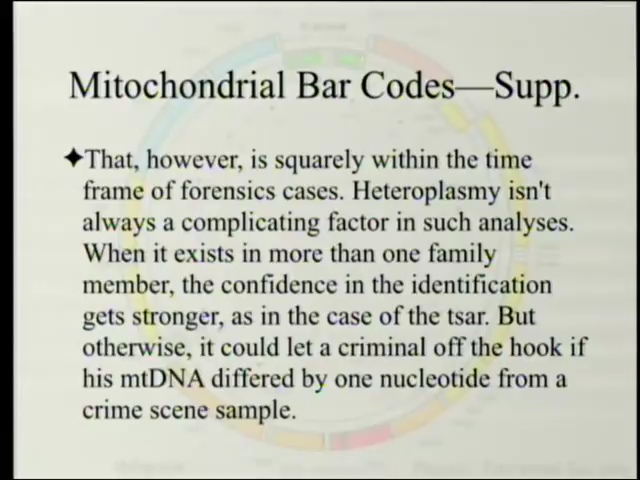 Mitochondrial Bar Codes—Supp.
✦That, however, is squarely within the time
frame of forensics cases. Heteroplasmy isn't
always a complicating factor in such analyses.
When it exists in more than one family
member, the confidence in the identification
gets stronger, as in the case of the tsar. But
otherwise, it could let a criminal off the hook if
his mtDNA differed by one nucleotide from a
crime scene sample.